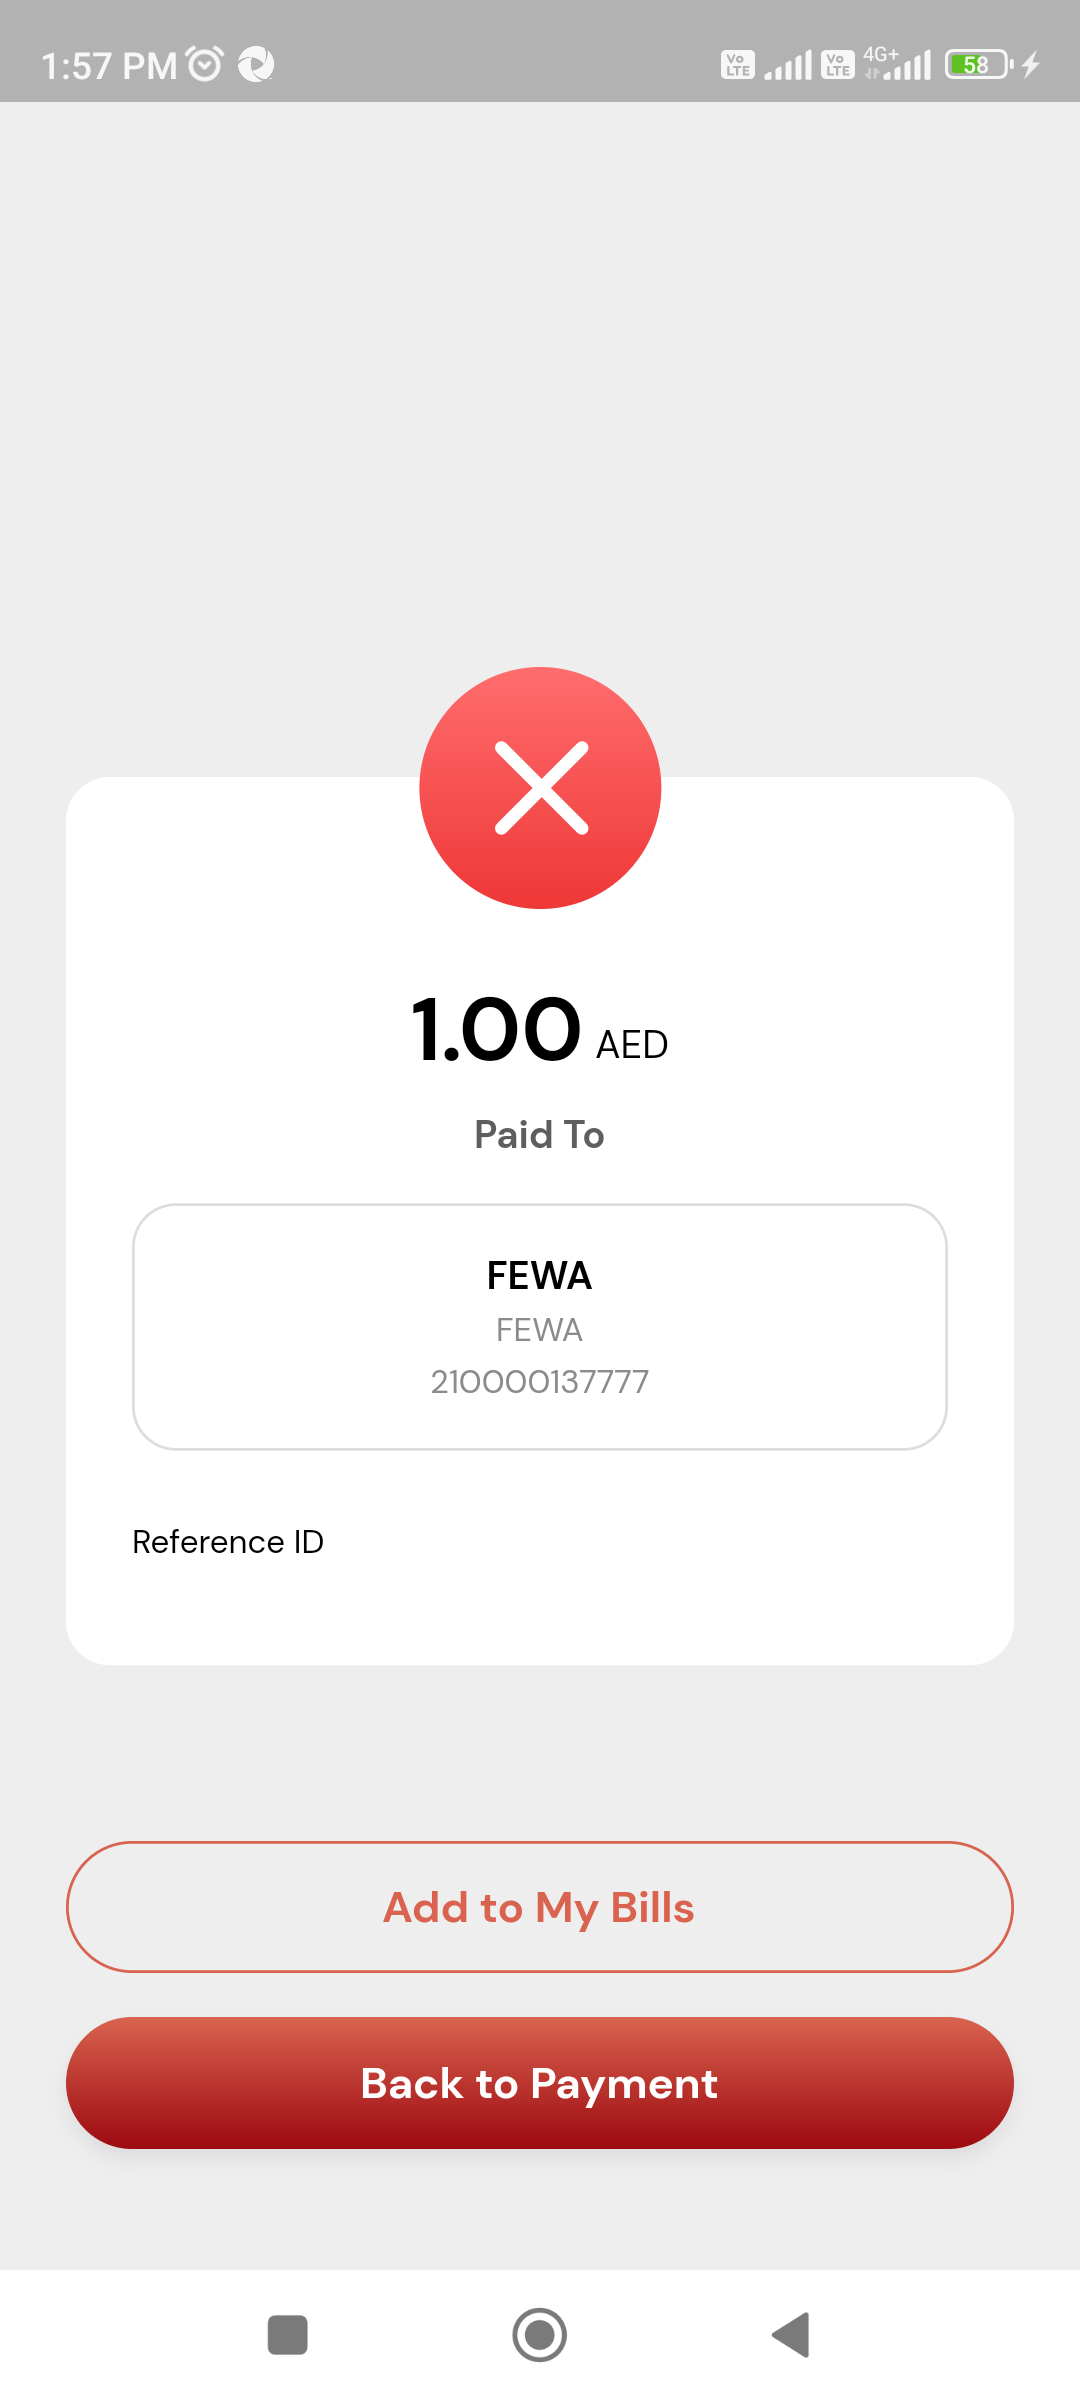 1:57 PM
Vo LTE
Vo LTE
4G+
58
1.00 AED
Paid To
FEWA
FEWA
210000137777
Reference ID
Add to My Bills
Back to Payment